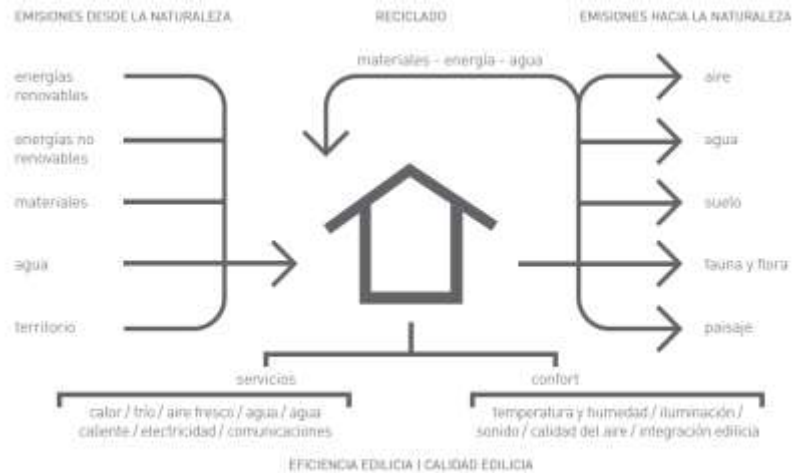 EMISIONES DESDE LA NATURALEZA
RECICLADO
EMISIONES HACIA LA NATURALEZA
materiales - energía - agua
energías
renovables
energías no
renovables
materiales
agua
territorio
aire
agua
suelo
fauna y flora
paisaje
servicios
confort
calor / frío / aire fresco / agua / agua
caliente / electricidad / comunicaciones
temperatura y humedad / iluminación /
sonido / calidad del aire / integración edilicia
EFICIENCIA EDILICIA | CALIDAD EDILICIA